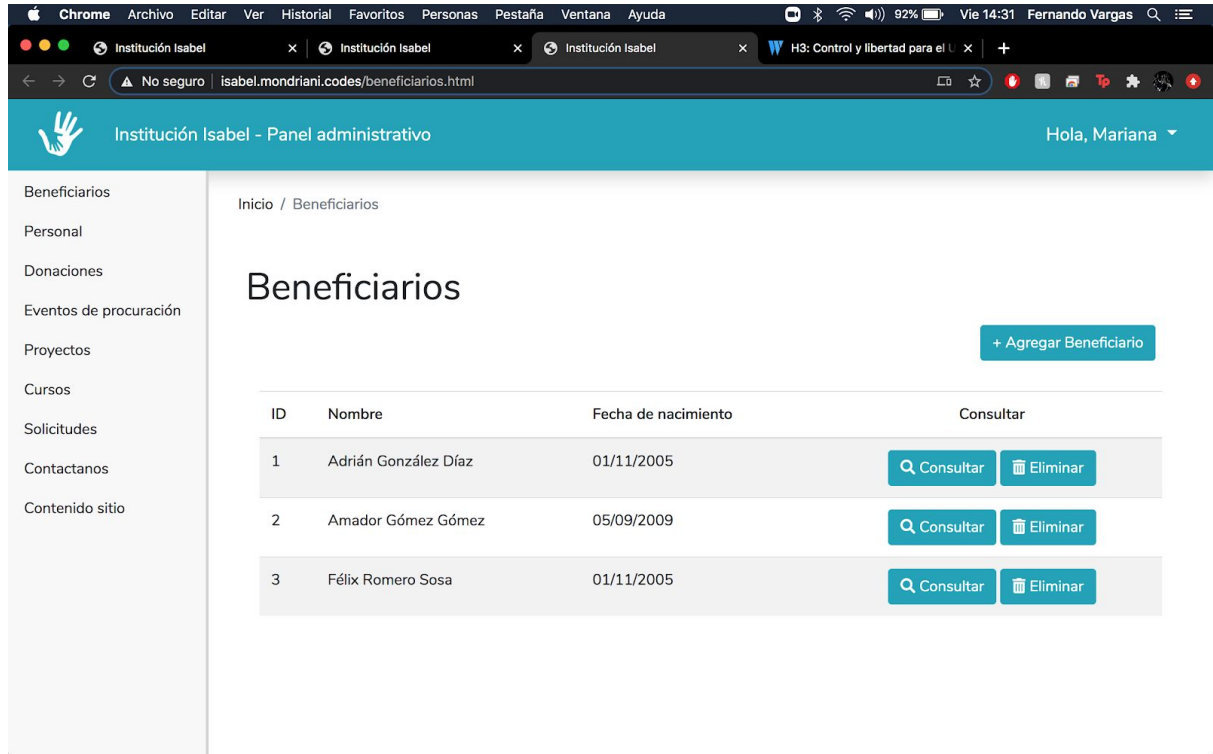 Chrome Archivo Editar Ver Historial Favoritos Personas Pestaña Ventana Ayuda 92% Vie 14:31 Fernando Vargas
Institución Isabel Institución Isabel Institución Isabel H3: Control y libertad para el U
No seguro isabel.mondriani.codes/beneficiarios.html
Institución Isabel - Panel administrativo Hola, Mariana
Beneficiarios
Personal
Donaciones
Eventos de procuración
Proyectos
Cursos
Solicitudes
Contactanos
Contenido sitio
Inicio / Beneficiarios
Beneficiarios
+ Agregar Beneficiario
ID Nombre Fecha de nacimiento Consultar
1 Adrián González Díaz 01/11/2005 Consultar Eliminar
2 Amador Gómez Gómez 05/09/2009 Consultar Eliminar
3 Félix Romero Sosa 01/11/2005 Consultar Eliminar